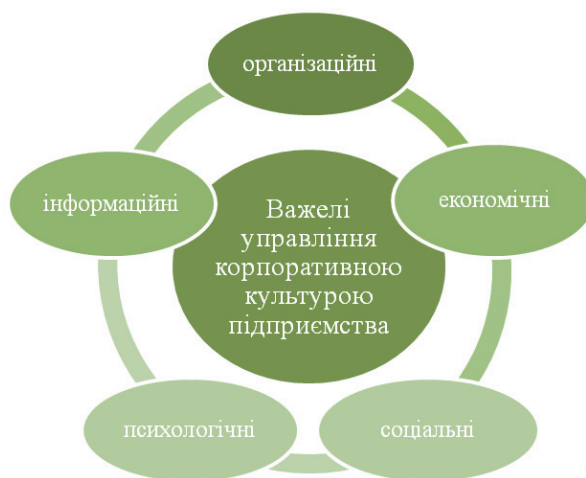 організаційні
інформаційні
економічні
Важелі
управління
корпоративною
культурою
підприємства
психологічні
соціальні